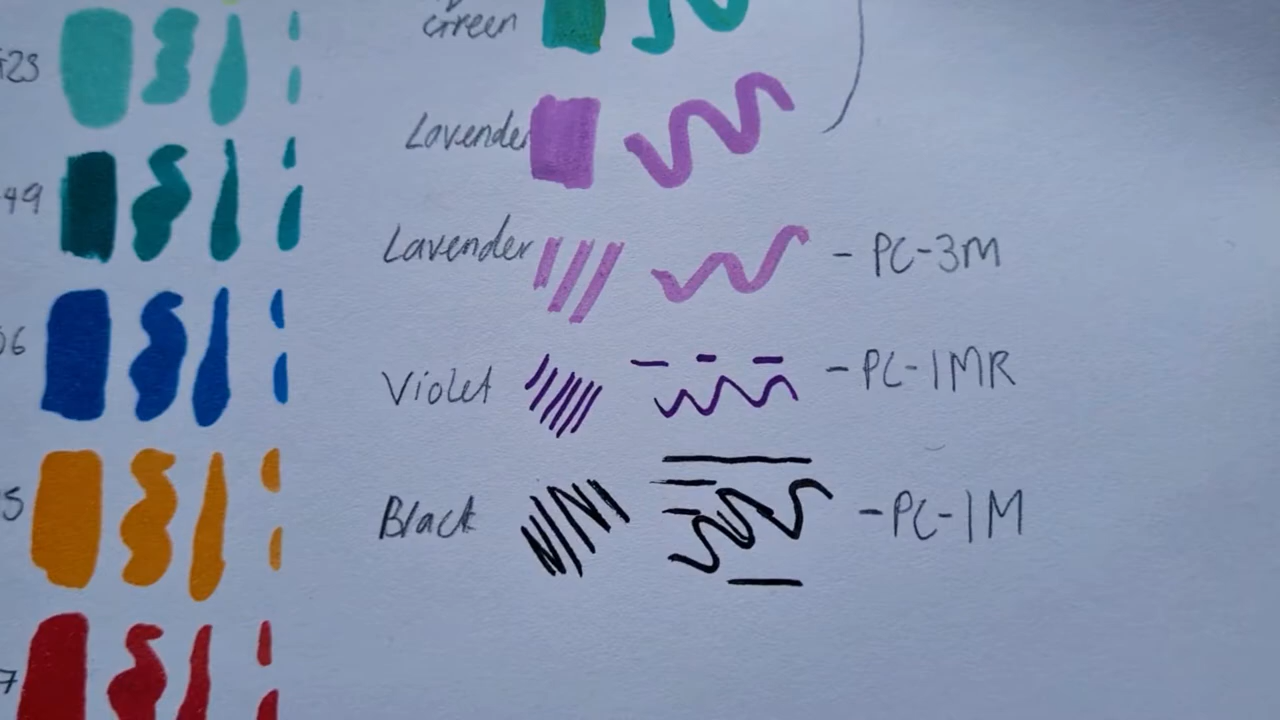 Green
Lavender
Lavender - PC-3M
Violet - PC-1MR
Black - PC-1M